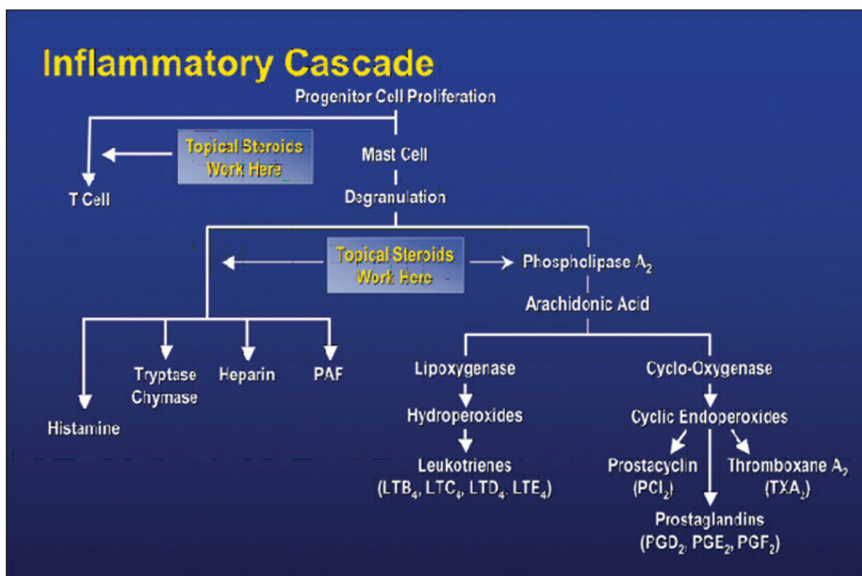 Inflammatory Cascade
Progenitor Cell Proliferation
Topical Steroids
Work Here
Mast Cell
T Cell
Degranulation
Topical Steroids
Work Here
Phospholipase A₂
Arachidonic Acid
Histamine
Tryptase
Chymase
Heparin
PAF
Lipoxygenase
Cyclo-Oxygenase
Hydroperoxides
Cyclic Endoperoxides
Leukotrienes
(LTB₄, LTC₄, LTD₄, LTE₄)
Prostacyclin
(PCI₂)
Thromboxane A₂
(TXA₂)
Prostaglandins
(PGD₂, PGE₂, PGF₂)